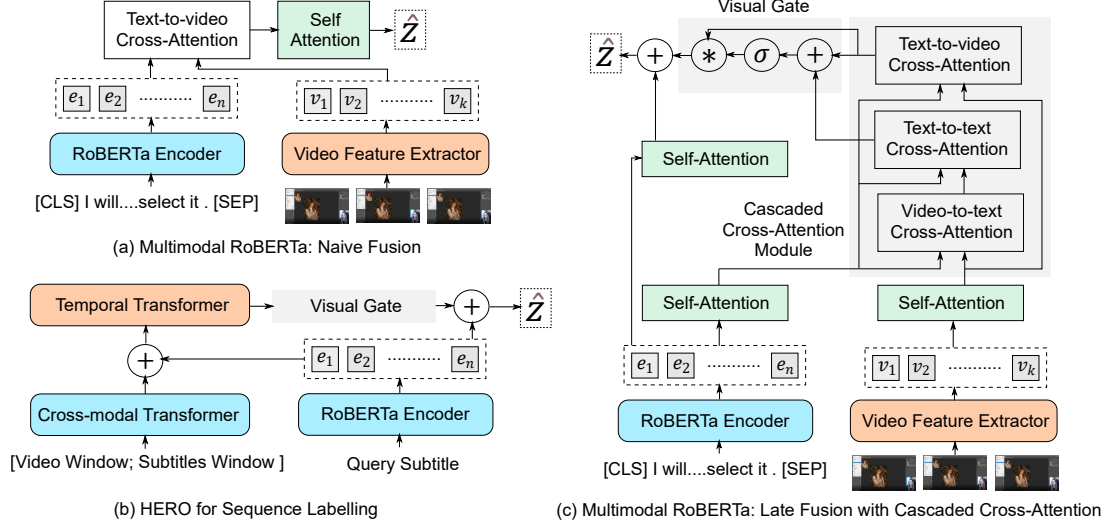 Text-to-video
Cross-Attention
Self
Attention
ẑ
e₁ e₂ ........... eₙ
v₁ v₂ ........... vₖ
RoBERTa Encoder
Video Feature Extractor
[CLS] I will....select it . [SEP]
(a) Multimodal RoBERTa: Naive Fusion
Temporal Transformer
Visual Gate
+
ẑ
+
e₁ e₂ ........... eₙ
Cross-modal Transformer
RoBERTa Encoder
[Video Window; Subtitles Window ]
Query Subtitle
(b) HERO for Sequence Labelling
Visual Gate
ẑ
+
*
σ
+
Text-to-video
Cross-Attention
Text-to-text
Cross-Attention
Self-Attention
Cascaded
Cross-Attention
Module
Video-to-text
Cross-Attention
Self-Attention
Self-Attention
e₁ e₂ ........... eₙ
v₁ v₂ ........... vₖ
RoBERTa Encoder
Video Feature Extractor
[CLS] I will....select it . [SEP]
(c) Multimodal RoBERTa: Late Fusion with Cascaded Cross-Attention